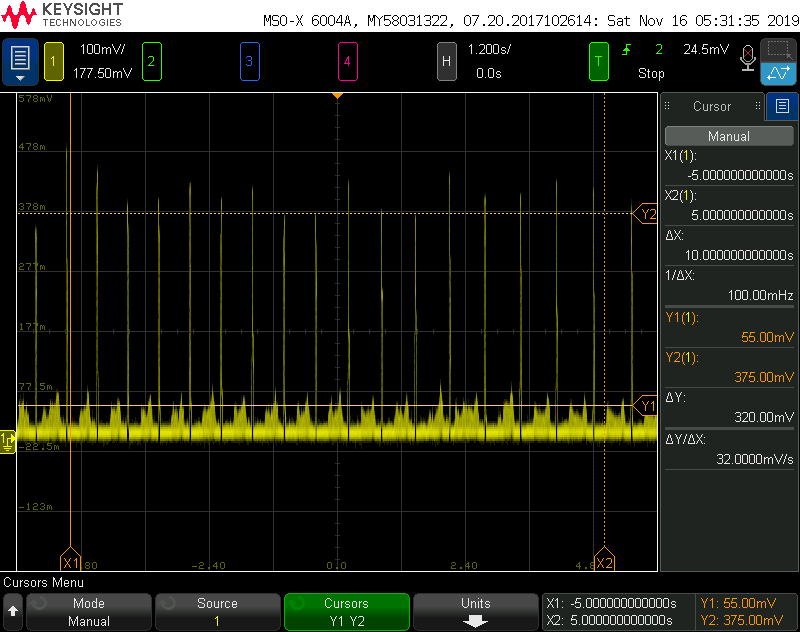 KEYSIGHT
TECHNOLOGIES
MSO-X 6004A, MY58031322, 07.20.2017102614: Sat Nov 16 05:31:35 2019
1 100mV/ 177.50mV
2
3
4
H 1.200s/ 0.0s
T 2 24.5mV
Stop
578mV
478m
378m
277m
177m
77.5m
-22.5m
-123m
1
Y2
Y1
X1 80 -2.40 0.0 2.40 4.8 X2
Cursor
Manual
X1(1):
-5.000000000000s
X2(1):
5.000000000000s
ΔX:
10.000000000000s
1/ΔX:
100.00mHz
Y1(1):
55.00mV
Y2(1):
375.00mV
ΔY:
320.00mV
ΔY/ΔX:
32.0000mV/s
Cursors Menu
Mode
Manual
Source
1
Cursors
Y1 Y2
Units
X1: -5.000000000000s
X2: 5.000000000000s
Y1: 55.00mV
Y2: 375.00mV